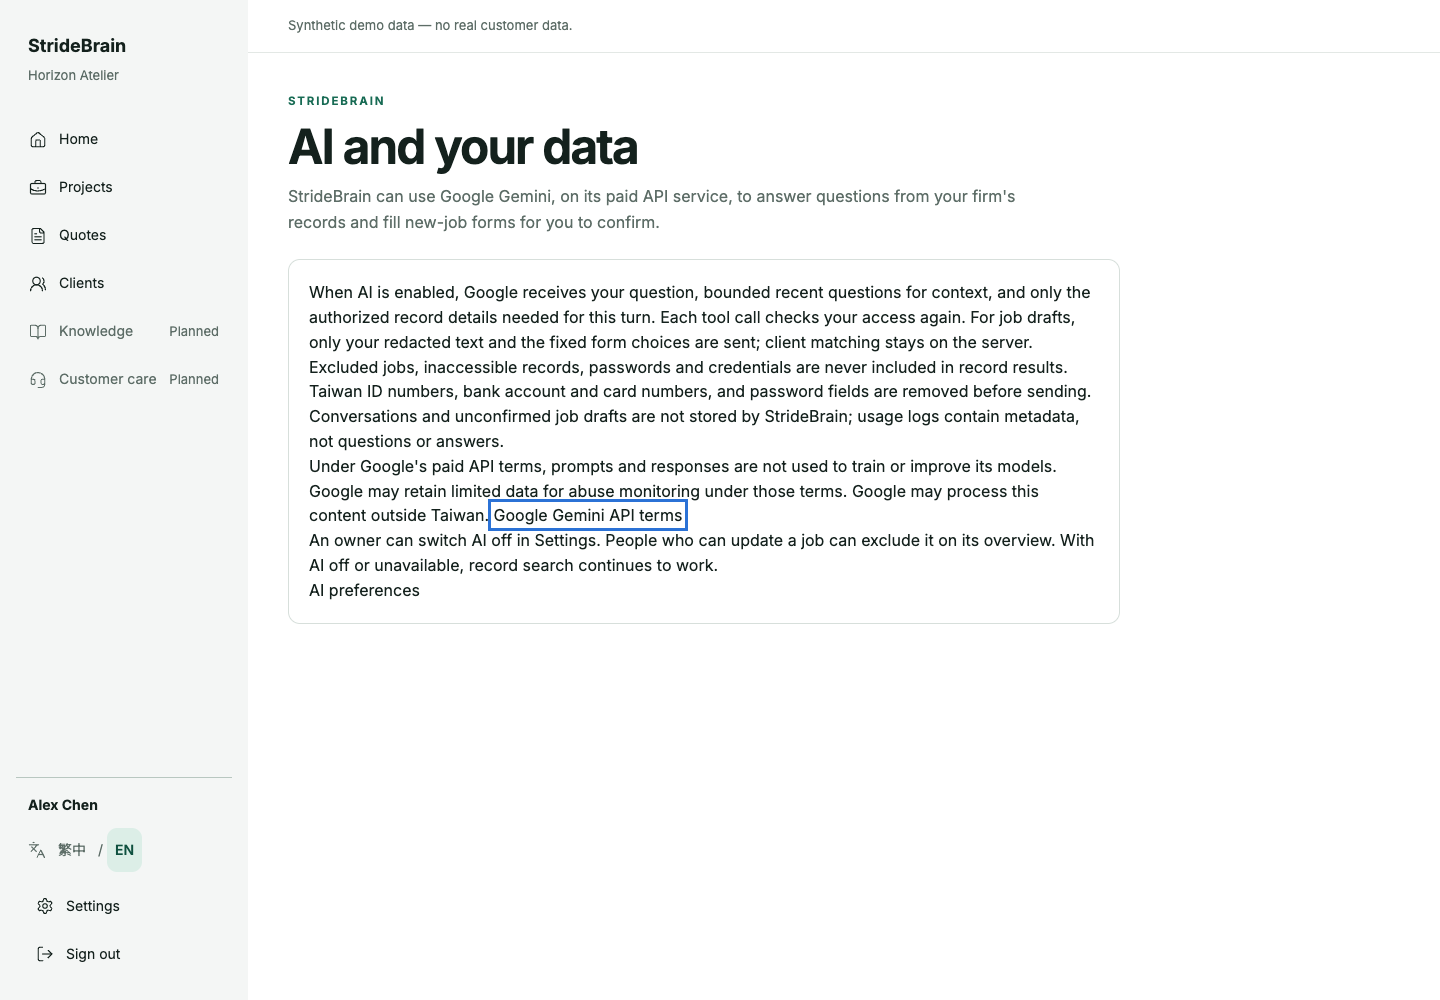 StrideBrain
Horizon Atelier
Home
Projects
Quotes
Clients
Knowledge Planned
Customer care Planned
Alex Chen
繁中 / EN
Settings
Sign out
Synthetic demo data — no real customer data.
STRIDEBRAIN
AI and your data
StrideBrain can use Google Gemini, on its paid API service, to answer questions from your firm's
records and fill new-job forms for you to confirm.
When AI is enabled, Google receives your question, bounded recent questions for context, and only the
authorized record details needed for this turn. Each tool call checks your access again. For job drafts,
only your redacted text and the fixed form choices are sent; client matching stays on the server.
Excluded jobs, inaccessible records, passwords and credentials are never included in record results.
Taiwan ID numbers, bank account and card numbers, and password fields are removed before sending.
Conversations and unconfirmed job drafts are not stored by StrideBrain; usage logs contain metadata,
not questions or answers.
Under Google's paid API terms, prompts and responses are not used to train or improve its models.
Google may retain limited data for abuse monitoring under those terms. Google may process this
content outside Taiwan. Google Gemini API terms
An owner can switch AI off in Settings. People who can update a job can exclude it on its overview. With
AI off or unavailable, record search continues to work.
AI preferences